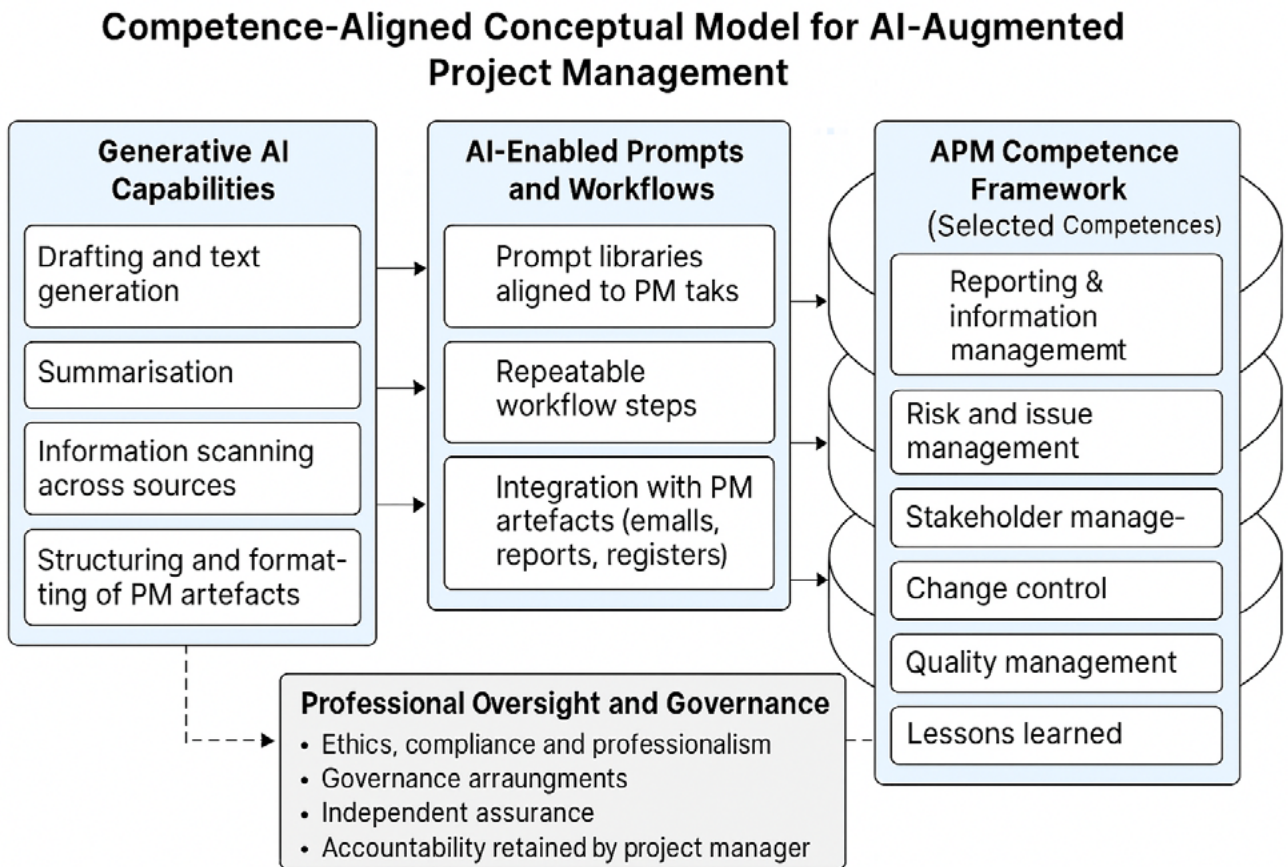 Competence-Aligned Conceptual Model for AI-Augmented
Project Management
Generative AI
Capabilities
Drafting and text
generation
Summarisation
Information scanning
across sources
Structuring and format-
ting of PM artefacts
AI-Enabled Prompts
and Workflows
Prompt libraries
aligned to PM taks
Repeatable
workflow steps
Integration with PM
artefacts (emalls,
reports, registers)
APM Competence
Framework
(Selected Competences)
Reporting &
information
managememt
Risk and issue
management
Stakeholder manage-
Change control
Quality management
Lessons learned
Professional Oversight and Governance
• Ethics, compliance and professionalism
• Governance arraungments
• Independent assurance
• Accountability retained by project manager